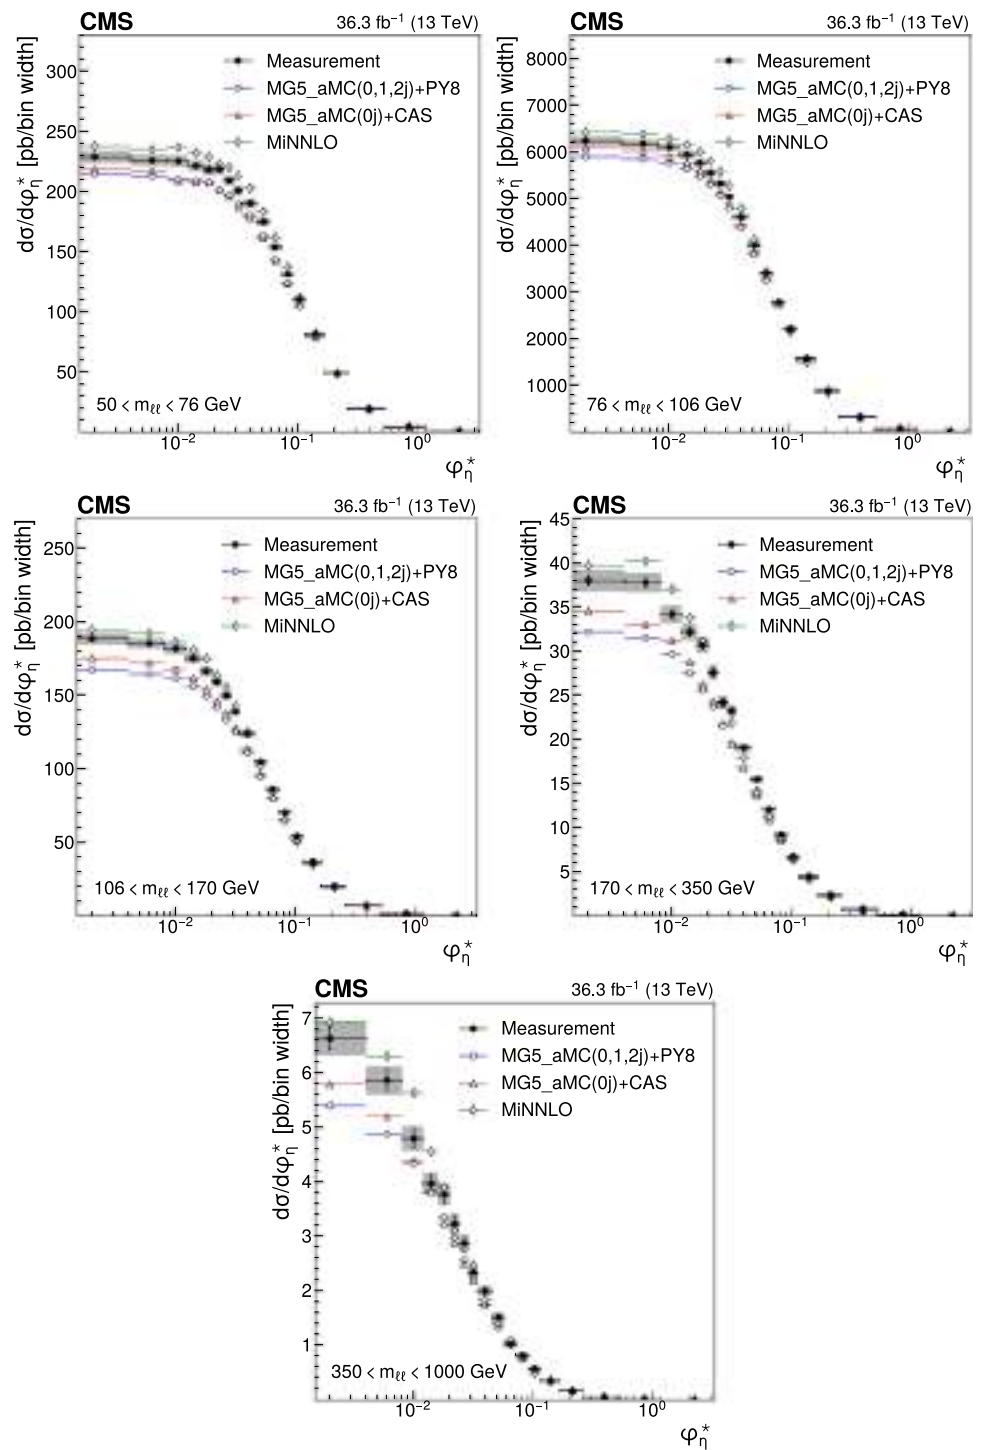 CMS 36.3 fb⁻¹ (13 TeV)
dσ/dφ*η [pb/bin width]
300
250
200
150
100
50
Measurement
MG5_aMC(0,1,2j)+PY8
MG5_aMC(0j)+CAS
MiNNLO
50 < mℓℓ < 76 GeV
10⁻² 10⁻¹ 10⁰
φ*η
CMS 36.3 fb⁻¹ (13 TeV)
dσ/dφ*η [pb/bin width]
8000
7000
6000
5000
4000
3000
2000
1000
Measurement
MG5_aMC(0,1,2j)+PY8
MG5_aMC(0j)+CAS
MiNNLO
76 < mℓℓ < 106 GeV
10⁻² 10⁻¹ 10⁰
φ*η
CMS 36.3 fb⁻¹ (13 TeV)
dσ/dφ*η [pb/bin width]
250
200
150
100
50
Measurement
MG5_aMC(0,1,2j)+PY8
MG5_aMC(0j)+CAS
MiNNLO
106 < mℓℓ < 170 GeV
10⁻² 10⁻¹ 10⁰
φ*η
CMS 36.3 fb⁻¹ (13 TeV)
dσ/dφ*η [pb/bin width]
45
40
35
30
25
20
15
10
5
Measurement
MG5_aMC(0,1,2j)+PY8
MG5_aMC(0j)+CAS
MiNNLO
170 < mℓℓ < 350 GeV
10⁻² 10⁻¹ 10⁰
φ*η
CMS 36.3 fb⁻¹ (13 TeV)
dσ/dφ*η [pb/bin width]
7
6
5
4
3
2
1
Measurement
MG5_aMC(0,1,2j)+PY8
MG5_aMC(0j)+CAS
MiNNLO
350 < mℓℓ < 1000 GeV
10⁻² 10⁻¹ 10⁰
φ*η